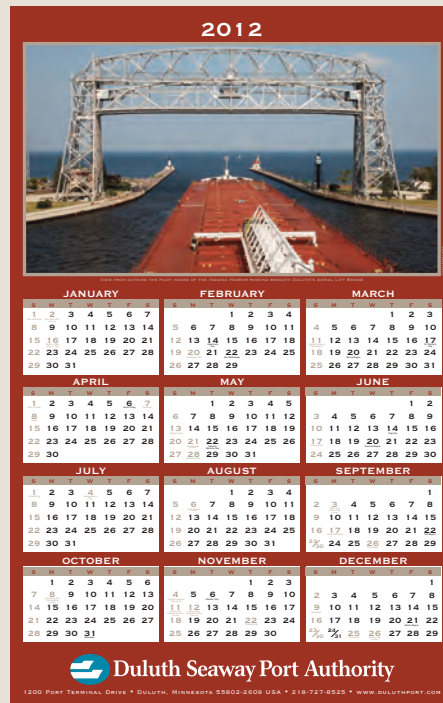 2012
View from outside the pilot house of the Indiana Harbor passing beneath Duluth's Aerial Lift Bridge
JANUARY
S M T W T F S
1 2 3 4 5 6 7
8 9 10 11 12 13 14
15 16 17 18 19 20 21
22 23 24 25 26 27 28
29 30 31
FEBRUARY
S M T W T F S
1 2 3 4
5 6 7 8 9 10 11
12 13 14 15 16 17 18
19 20 21 22 23 24 25
26 27 28 29
MARCH
S M T W T F S
1 2 3
4 5 6 7 8 9 10
11 12 13 14 15 16 17
18 19 20 21 22 23 24
25 26 27 28 29 30 31
APRIL
S M T W T F S
1 2 3 4 5 6 7
8 9 10 11 12 13 14
15 16 17 18 19 20 21
22 23 24 25 26 27 28
29 30
MAY
S M T W T F S
1 2 3 4 5
6 7 8 9 10 11 12
13 14 15 16 17 18 19
20 21 22 23 24 25 26
27 28 29 30 31
JUNE
S M T W T F S
1 2
3 4 5 6 7 8 9
10 11 12 13 14 15 16
17 18 19 20 21 22 23
24 25 26 27 28 29 30
JULY
S M T W T F S
1 2 3 4 5 6 7
8 9 10 11 12 13 14
15 16 17 18 19 20 21
22 23 24 25 26 27 28
29 30 31
AUGUST
S M T W T F S
1 2 3 4
5 6 7 8 9 10 11
12 13 14 15 16 17 18
19 20 21 22 23 24 25
26 27 28 29 30 31
SEPTEMBER
S M T W T F S
1
2 3 4 5 6 7 8
9 10 11 12 13 14 15
16 17 18 19 20 21 22
23/30 24 25 26 27 28 29
OCTOBER
S M T W T F S
1 2 3 4 5 6
7 8 9 10 11 12 13
14 15 16 17 18 19 20
21 22 23 24 25 26 27
28 29 30 31
NOVEMBER
S M T W T F S
1 2 3
4 5 6 7 8 9 10
11 12 13 14 15 16 17
18 19 20 21 22 23 24
25 26 27 28 29 30
DECEMBER
S M T W T F S
1
2 3 4 5 6 7 8
9 10 11 12 13 14 15
16 17 18 19 20 21 22
23/30 24/31 25 26 27 28 29
Duluth Seaway Port Authority
1200 Port Terminal Drive • Duluth, Minnesota 55802-2609 USA • 218-727-8525 • www.duluthport.com